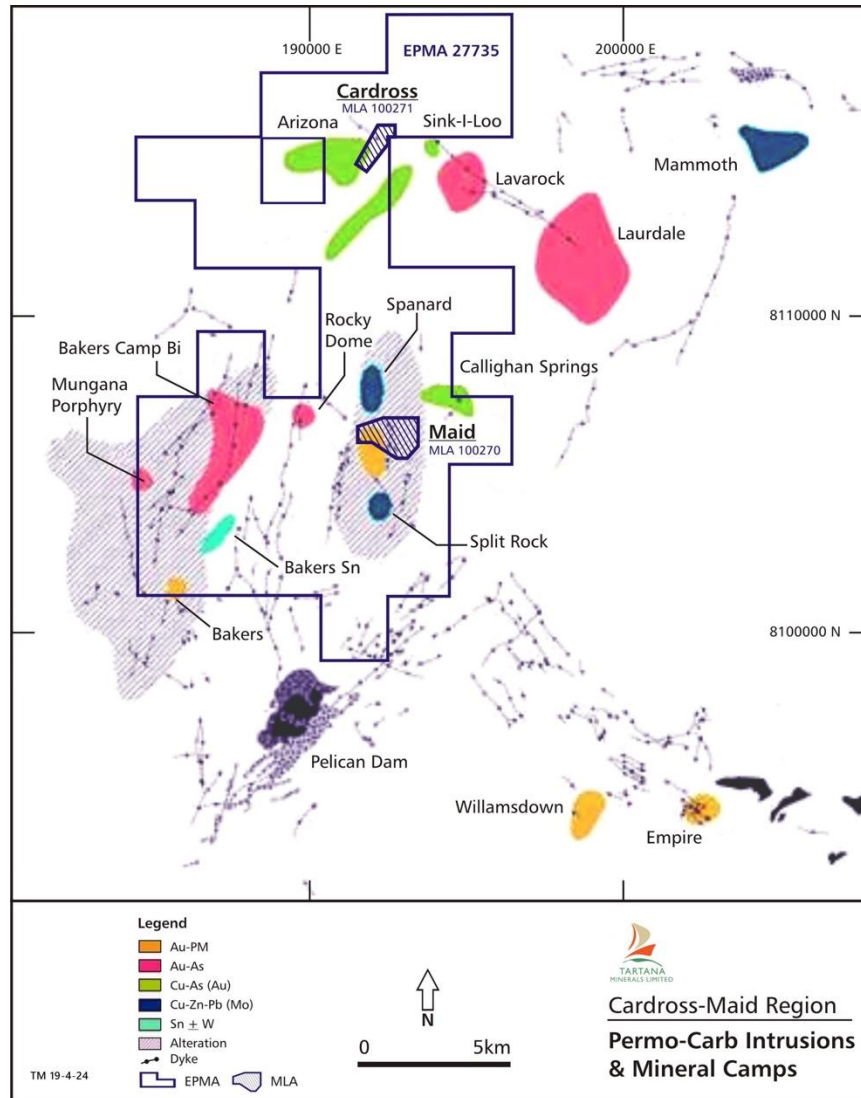 190000 E
200000 E
EPMA 27735
Cardross
MLA 100271
Arizona
Sink-I-Loo
Mammoth
Lavarock
Laurdale
8110000 N
Spanard
Rocky
Dome
Bakers Camp Bi
Callighan Springs
Mungana
Porphyry
Maid
MLA 100270
Split Rock
Bakers Sn
Bakers
8100000 N
Pelican Dam
Willamsdown
Empire
Legend
Au-PM
Au-As
Cu-As (Au)
Cu-Zn-Pb (Mo)
Sn ± W
Alteration
Dyke
EPMA
MLA
TM 19-4-24
N
0
5km
TARTANA
MINERALS LIMITED
Cardross-Maid Region
Permo-Carb Intrusions
& Mineral Camps